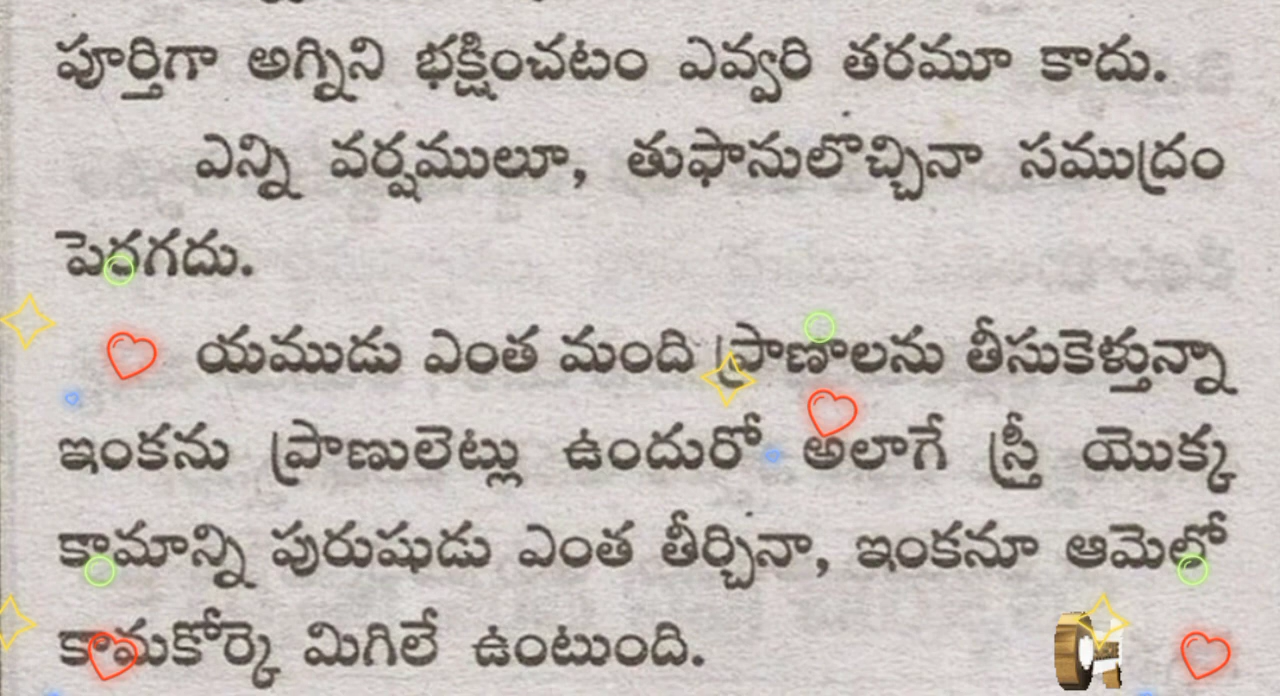 పూర్తిగా అగ్నిని భక్షించటం ఎవ్వరి తరమూ కాదు.
ఎన్ని వర్షములూ, తుఫానులొచ్చినా సముద్రం
పెరగదు.
యముడు ఎంత మంది ప్రాణాలను తీసుకెళ్తున్నా
ఇంకను ప్రాణులెట్లు ఉందురో అలాగే స్త్రీ యొక్క
కామాన్ని పురుషుడు ఎంత తీర్చినా, ఇంకనూ ఆమెలో
కామకోర్కె మిగిలే ఉంటుంది.